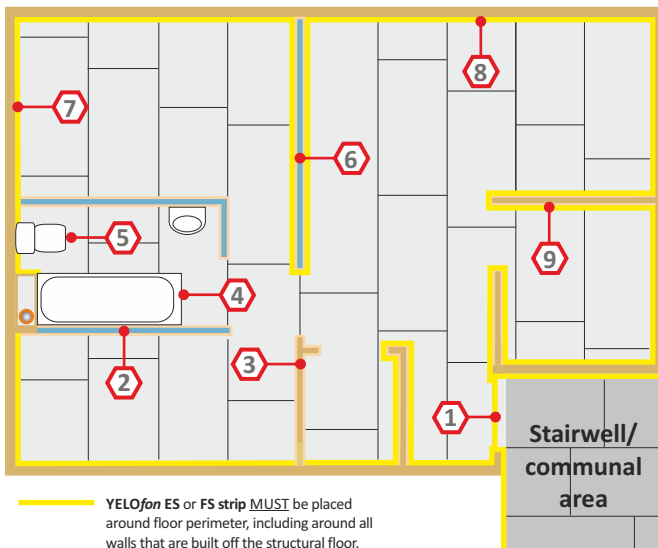 8
7
6
5
9
4
3
2
1
Stairwell/
communal
area
YELOfon ES or FS strip MUST be placed
around floor perimeter, including around all
walls that are built off the structural floor.